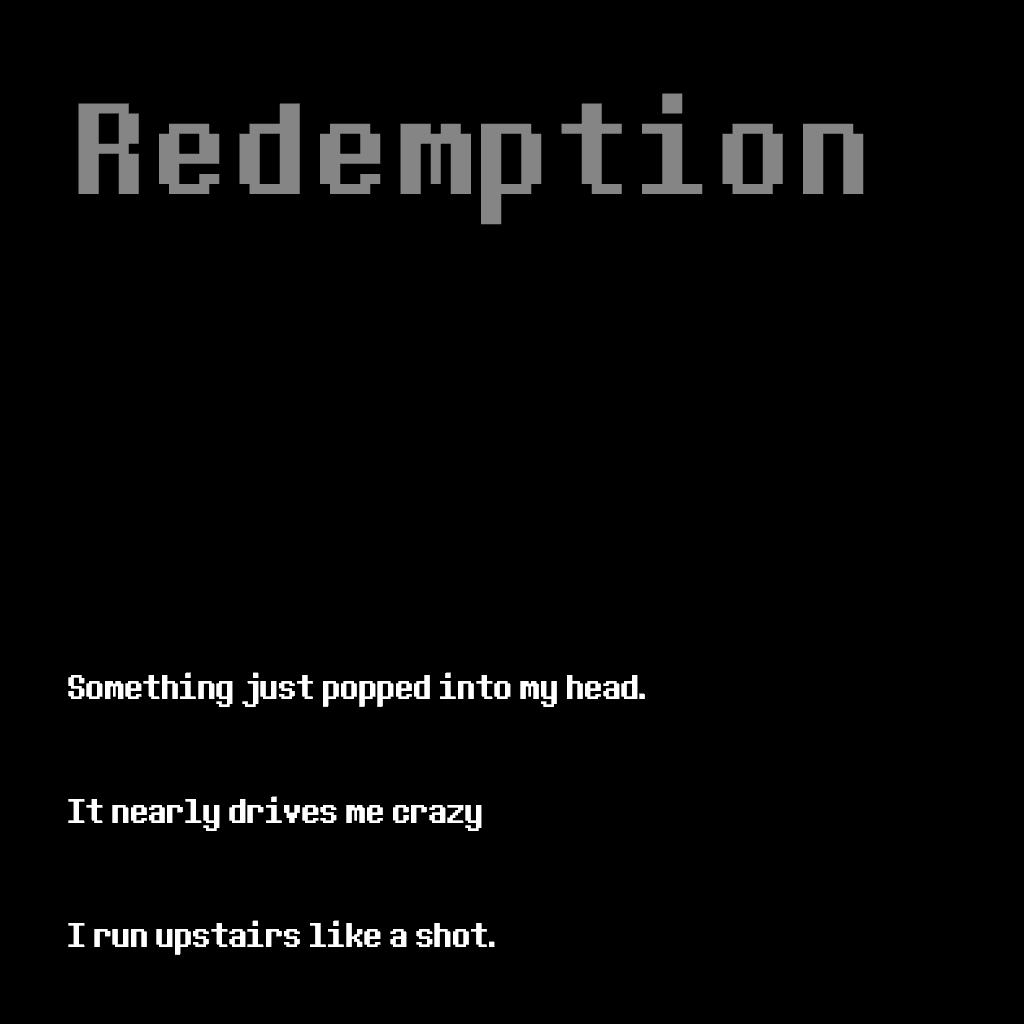 Redemption
Something just popped into my head.
It nearly drives me crazy
I run upstairs like a shot.